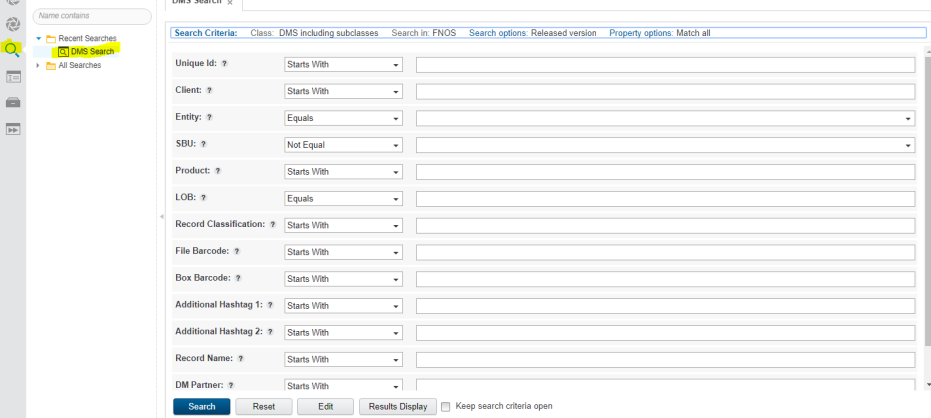 DMS Search x
Name contains
Recent Searches
DMS Search
All Searches
Search Criteria: Class: DMS including subclasses Search in: FNOS Search options: Released version Property options: Match all
Unique Id: ? Starts With
Client: ? Starts With
Entity: ? Equals
SBU: ? Not Equal
Product: ? Starts With
LOB: ? Equals
Record Classification: ? Starts With
File Barcode: ? Starts With
Box Barcode: ? Starts With
Additional Hashtag 1: ? Starts With
Additional Hashtag 2: ? Starts With
Record Name: ? Starts With
DM Partner: ? Starts With
Search Reset Edit Results Display Keep search criteria open